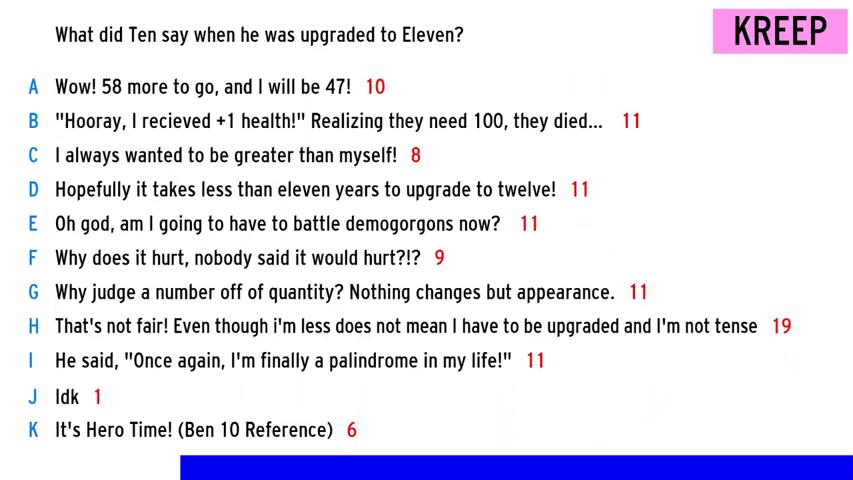 What did Ten say when he was upgraded to Eleven?
KREEP
A Wow! 58 more to go, and I will be 47! 10
B "Hooray, I recieved +1 health!" Realizing they need 100, they died... 11
C I always wanted to be greater than myself! 8
D Hopefully it takes less than eleven years to upgrade to twelve! 11
E Oh god, am I going to have to battle demogorgons now? 11
F Why does it hurt, nobody said it would hurt?!? 9
G Why judge a number off of quantity? Nothing changes but appearance. 11
H That's not fair! Even though i'm less does not mean I have to be upgraded and I'm not tense 19
I He said, "Once again, I'm finally a palindrome in my life!" 11
J Idk 1
K It's Hero Time! (Ben 10 Reference) 6